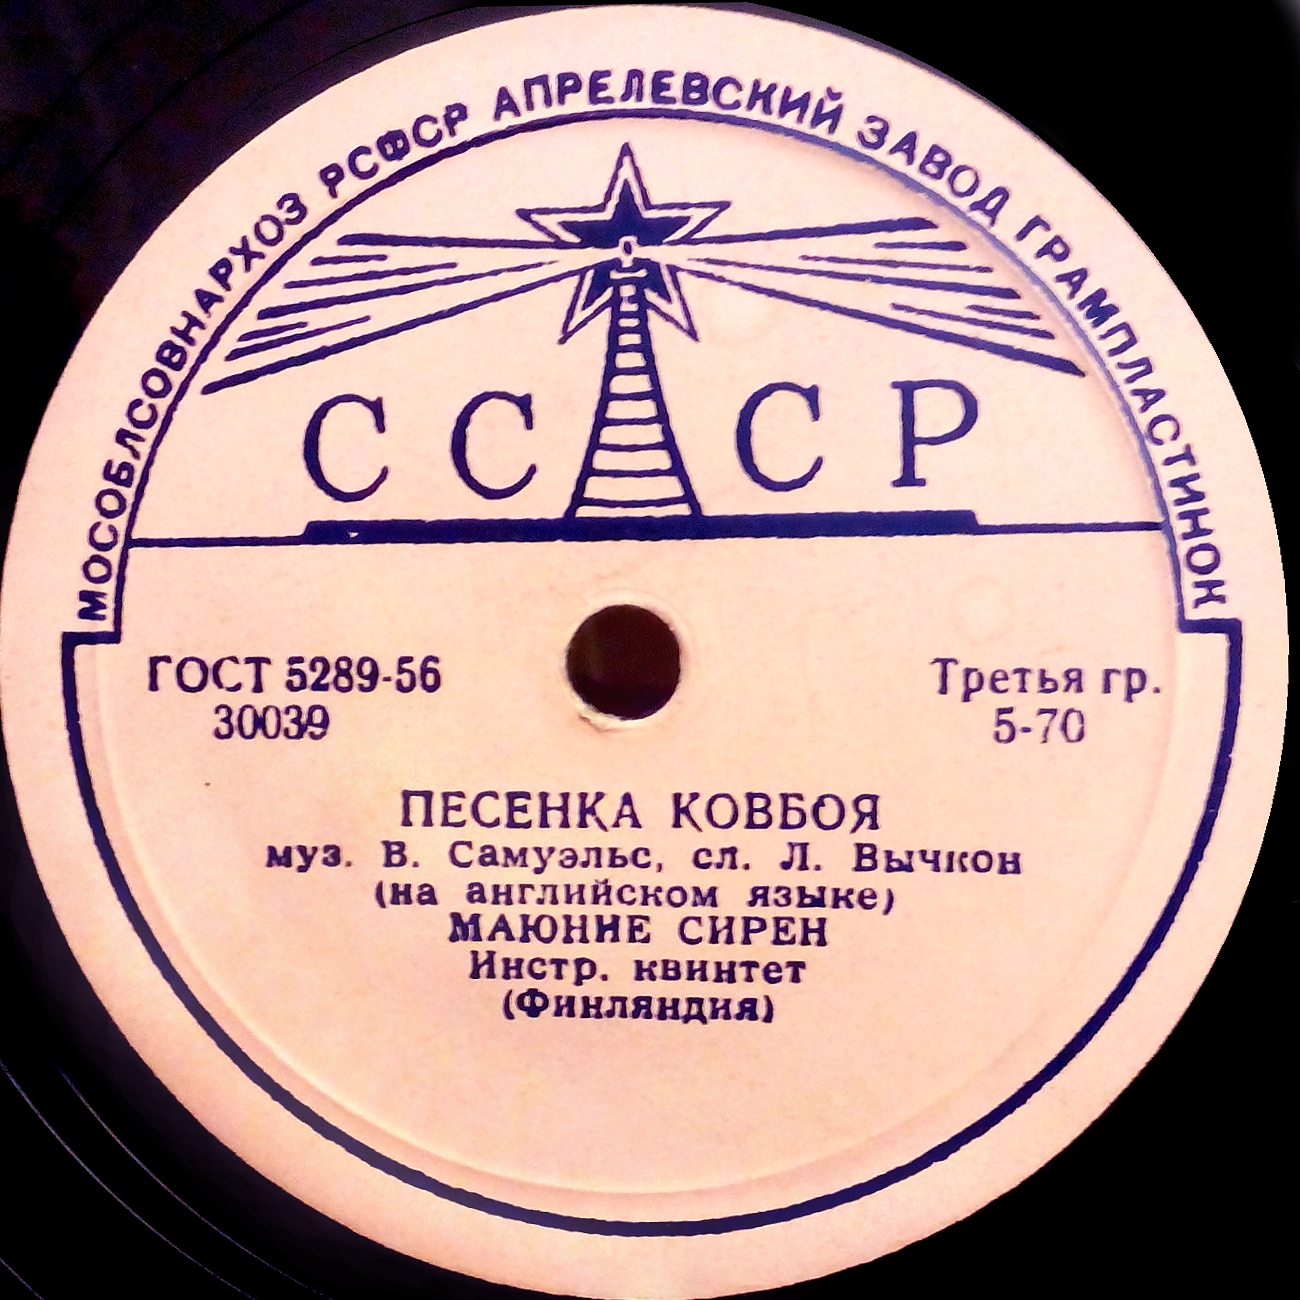 МОСОБЛСОВНАРХОЗ РСФСР АПРЕЛЕВСКИЙ ЗАВОД ГРАМПЛАСТИНОК
СССР
ГОСТ 5289-56
30039
Третья гр.
5-70
ПЕСЕНКА КОВБОЯ
муз. В. Самуэльс, сл. Л. Вычкон
(на английском языке)
МАЮНИЕ СИРЕН
Инстр. квинтет
(Финляндия)